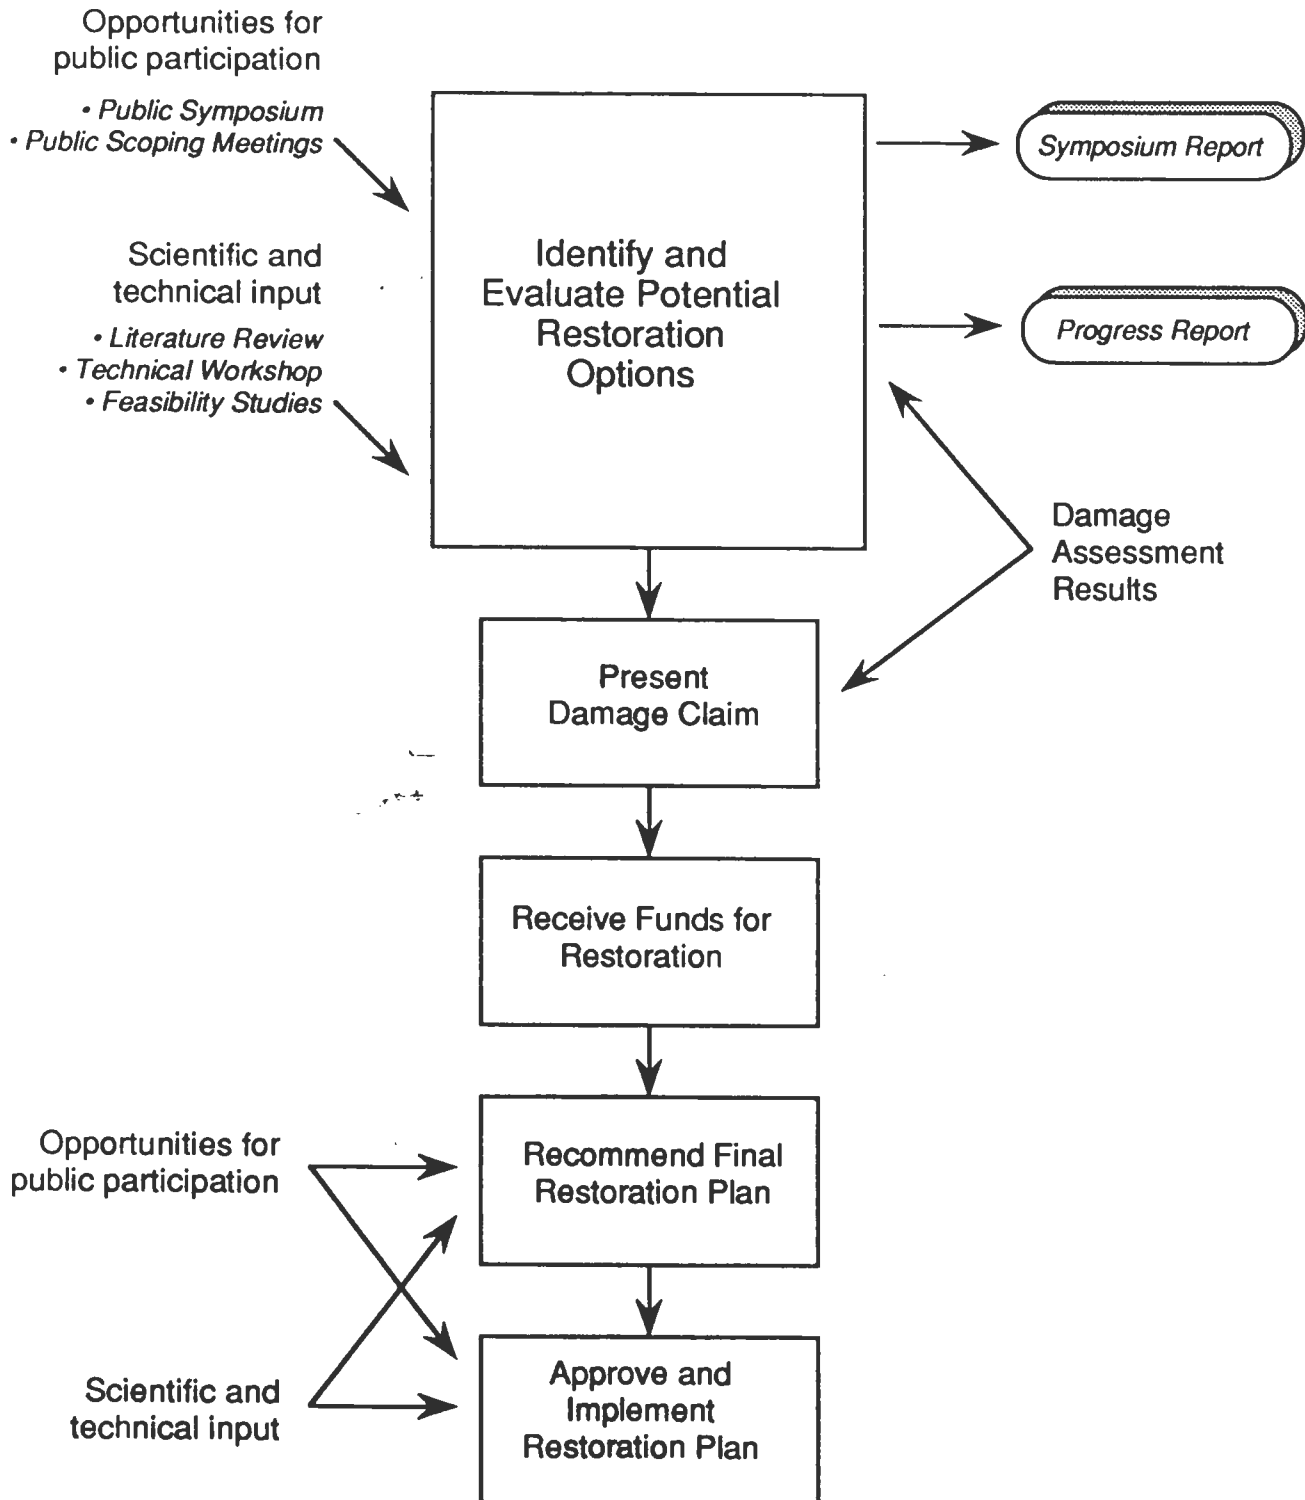 Opportunities for
public participation
• Public Symposium
• Public Scoping Meetings
Scientific and
technical input
• Literature Review
• Technical Workshop
• Feasibility Studies
Identify and
Evaluate Potential
Restoration
Options
Symposium Report
Progress Report
Damage
Assessment
Results
Present
Damage Claim
Receive Funds for
Restoration
Opportunities for
public participation
Recommend Final
Restoration Plan
Scientific and
technical input
Approve and
Implement
Restoration Plan